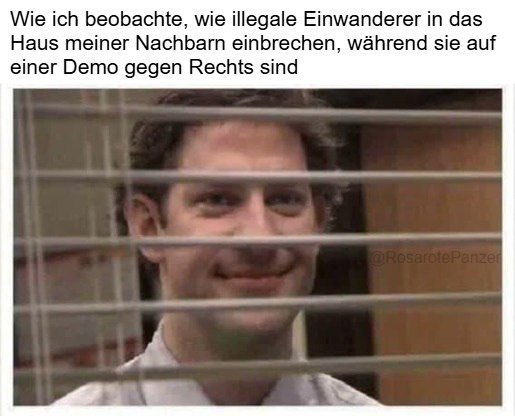 Wie ich beobachte, wie illegale Einwanderer in das
Haus meiner Nachbarn einbrechen, während sie auf
einer Demo gegen Rechts sind
@RosarotePanzer